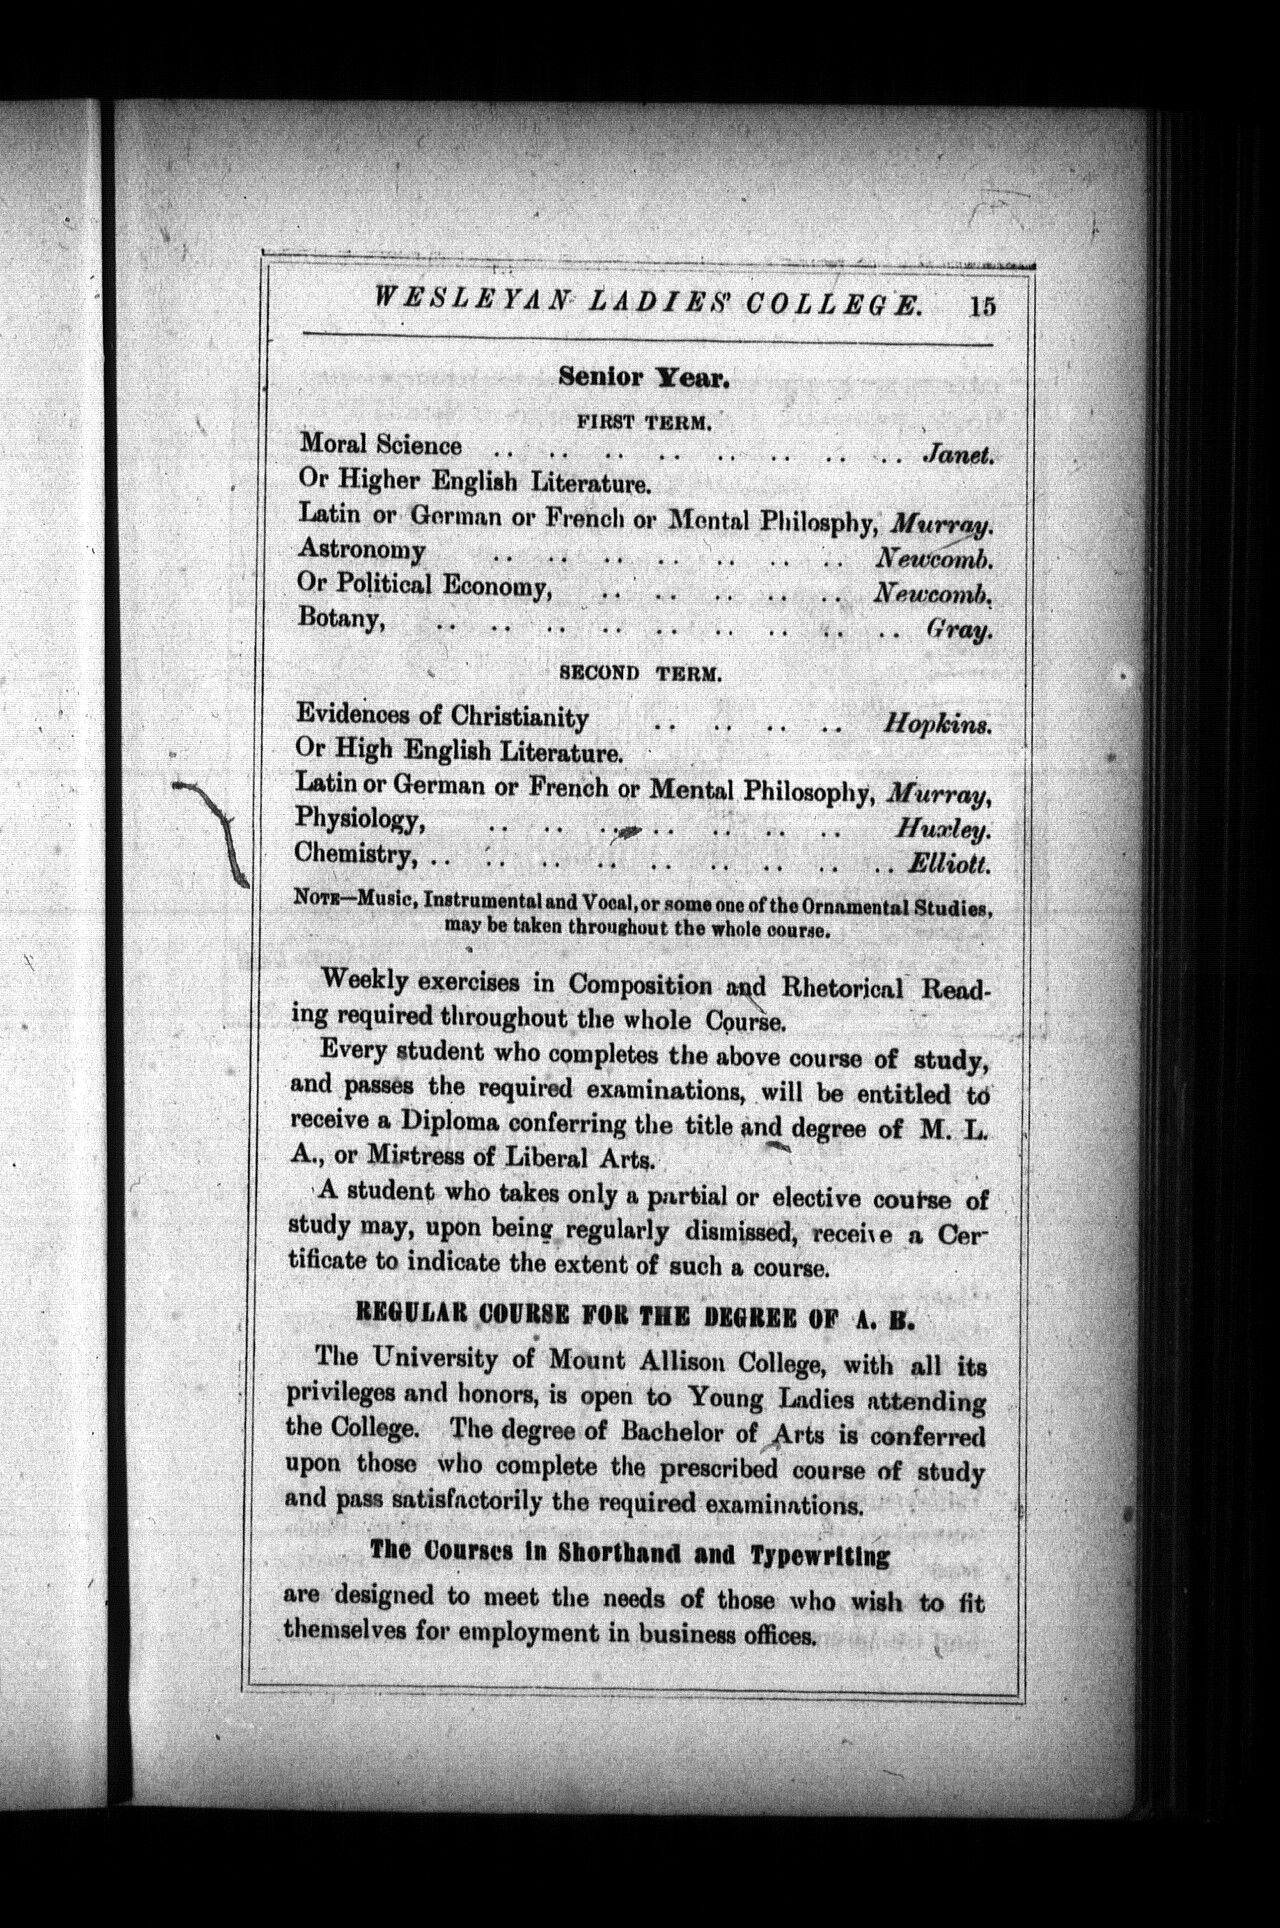 WESLEYAN LADIES' COLLEGE. 15
Senior Year.
FIRST TERM.
Moral Science .. .. .. .. .. .. .. .. Janet.
Or Higher English Literature.
Latin or German or French or Mental Philosphy, Murray.
Astronomy .. .. .. .. .. .. .. Newcomb.
Or Political Economy, .. .. .. .. .. Newcomb.
Botany, .. .. .. .. .. .. .. .. .. Gray.
SECOND TERM.
Evidences of Christianity .. .. .. .. Hopkins.
Or High English Literature.
Latin or German or French or Mental Philosophy, Murray,
Physiology, .. .. .. .. .. .. .. Huxley.
Chemistry, .. .. .. .. .. .. .. .. .. Elliott.
NOTE—Music, Instrumental and Vocal, or some one of the Ornamental Studies,
may be taken throughout the whole course.
Weekly exercises in Composition and Rhetorical Read-
ing required throughout the whole Course.
Every student who completes the above course of study,
and passes the required examinations, will be entitled to
receive a Diploma conferring the title and degree of M. L.
A., or Mistress of Liberal Arts.
A student who takes only a partial or elective course of
study may, upon being regularly dismissed, receive a Cer-
tificate to indicate the extent of such a course.
REGULAR COURSE FOR THE DEGREE OF A. B.
The University of Mount Allison College, with all its
privileges and honors, is open to Young Ladies attending
the College. The degree of Bachelor of Arts is conferred
upon those who complete the prescribed course of study
and pass satisfactorily the required examinations.
The Courses in Shorthand and Typewriting
are designed to meet the needs of those who wish to fit
themselves for employment in business offices.